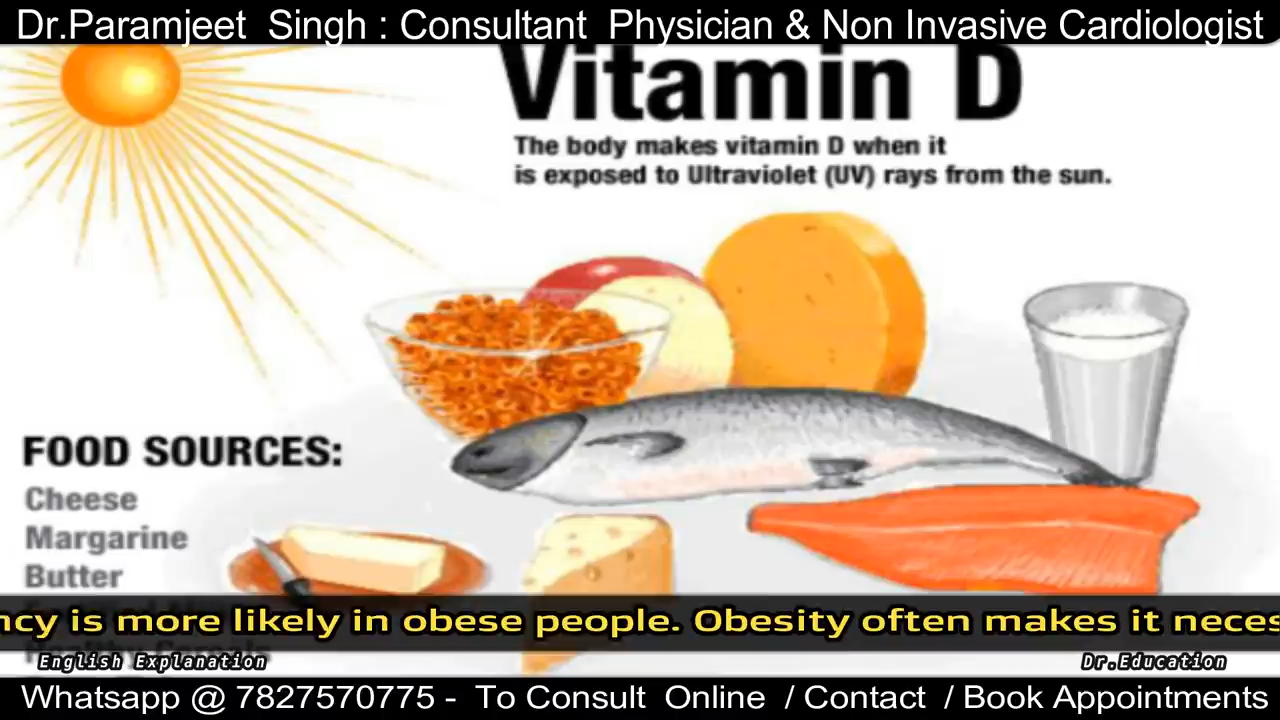 Dr.Paramjeet Singh : Consultant Physician & Non Invasive Cardiologist
Vitamin D
The body makes vitamin D when it
is exposed to Ultraviolet (UV) rays from the sun.
FOOD SOURCES:
Cheese
Margarine
Butter
ncy is more likely in obese people. Obesity often makes it neces
English Explanation
Dr.Education
Whatsapp @ 7827570775 - To Consult Online / Contact / Book Appointments